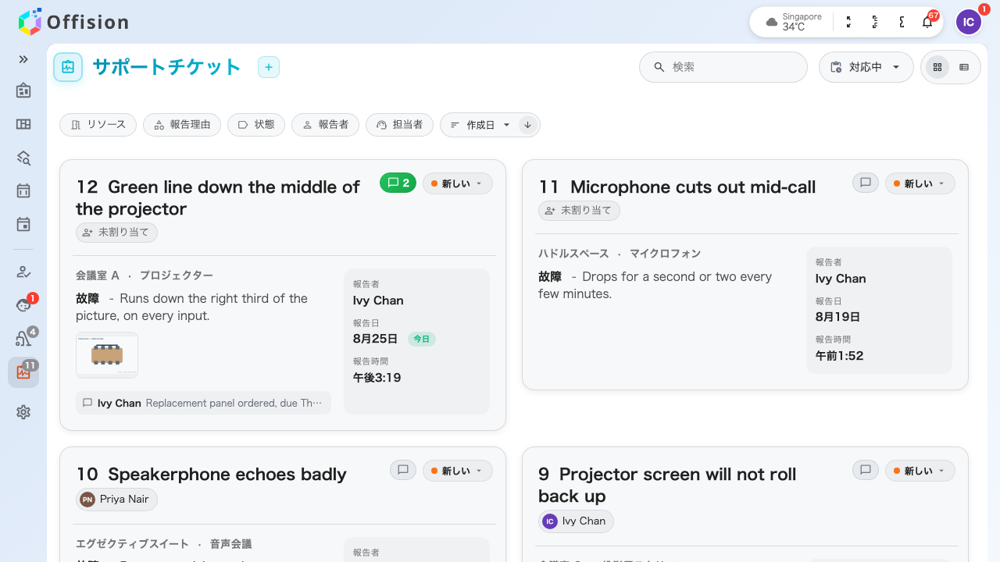 Offision
Singapore
34℃
67
IC
1
サポートチケット
検索
対応中
リソース
報告理由
状態
報告者
担当者
作成日
1
4
11
12 Green line down the middle of
the projector
2
新しい
未割り当て
会議室 A · プロジェクター
故障 - Runs down the right third of the
picture, on every input.
Ivy Chan Replacement panel ordered, due Th…
報告者
Ivy Chan
報告日
8月25日 今日
報告時間
午後3:19
11 Microphone cuts out mid-call
新しい
未割り当て
ハドルスペース · マイクロフォン
故障 - Drops for a second or two every
few minutes.
報告者
Ivy Chan
報告日
8月19日
報告時間
午前1:52
10 Speakerphone echoes badly
新しい
PN Priya Nair
エグゼクティブスイート · 音声会議
報告者
9 Projector screen will not roll
back up
新しい
IC Ivy Chan